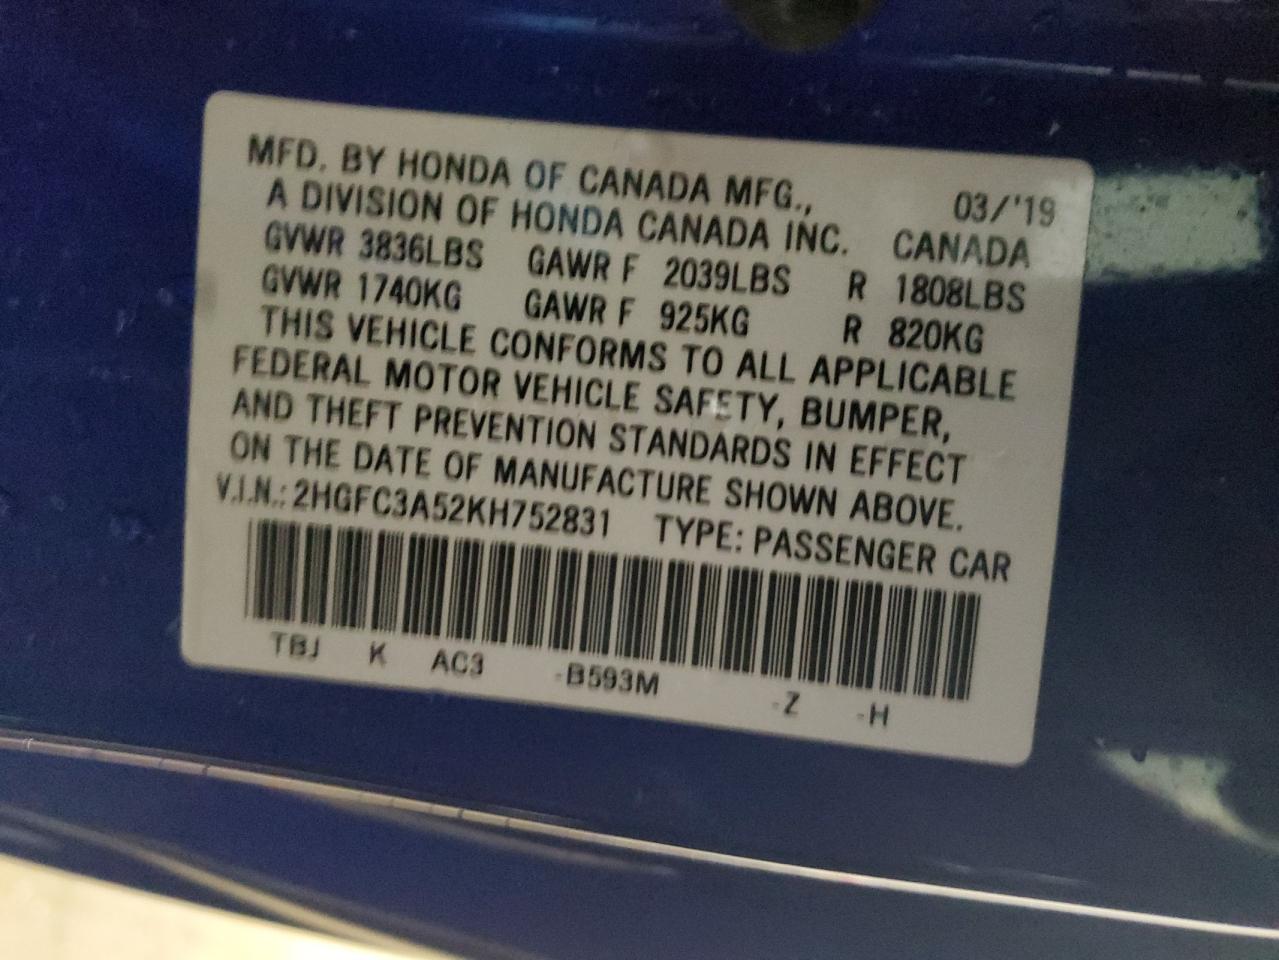 MFD. BY HONDA OF CANADA MFG., 03/'19
A DIVISION OF HONDA CANADA INC. CANADA
GVWR 3836LBS GAWR F 2039LBS R 1808LBS
GVWR 1740KG GAWR F 925KG R 820KG
THIS VEHICLE CONFORMS TO ALL APPLICABLE
FEDERAL MOTOR VEHICLE SAFETY, BUMPER,
AND THEFT PREVENTION STANDARDS IN EFFECT
ON THE DATE OF MANUFACTURE SHOWN ABOVE.
V.I.N.: 2HGFC3A52KH752831 TYPE: PASSENGER CAR
TBJ K AC3 -B593M -Z -H